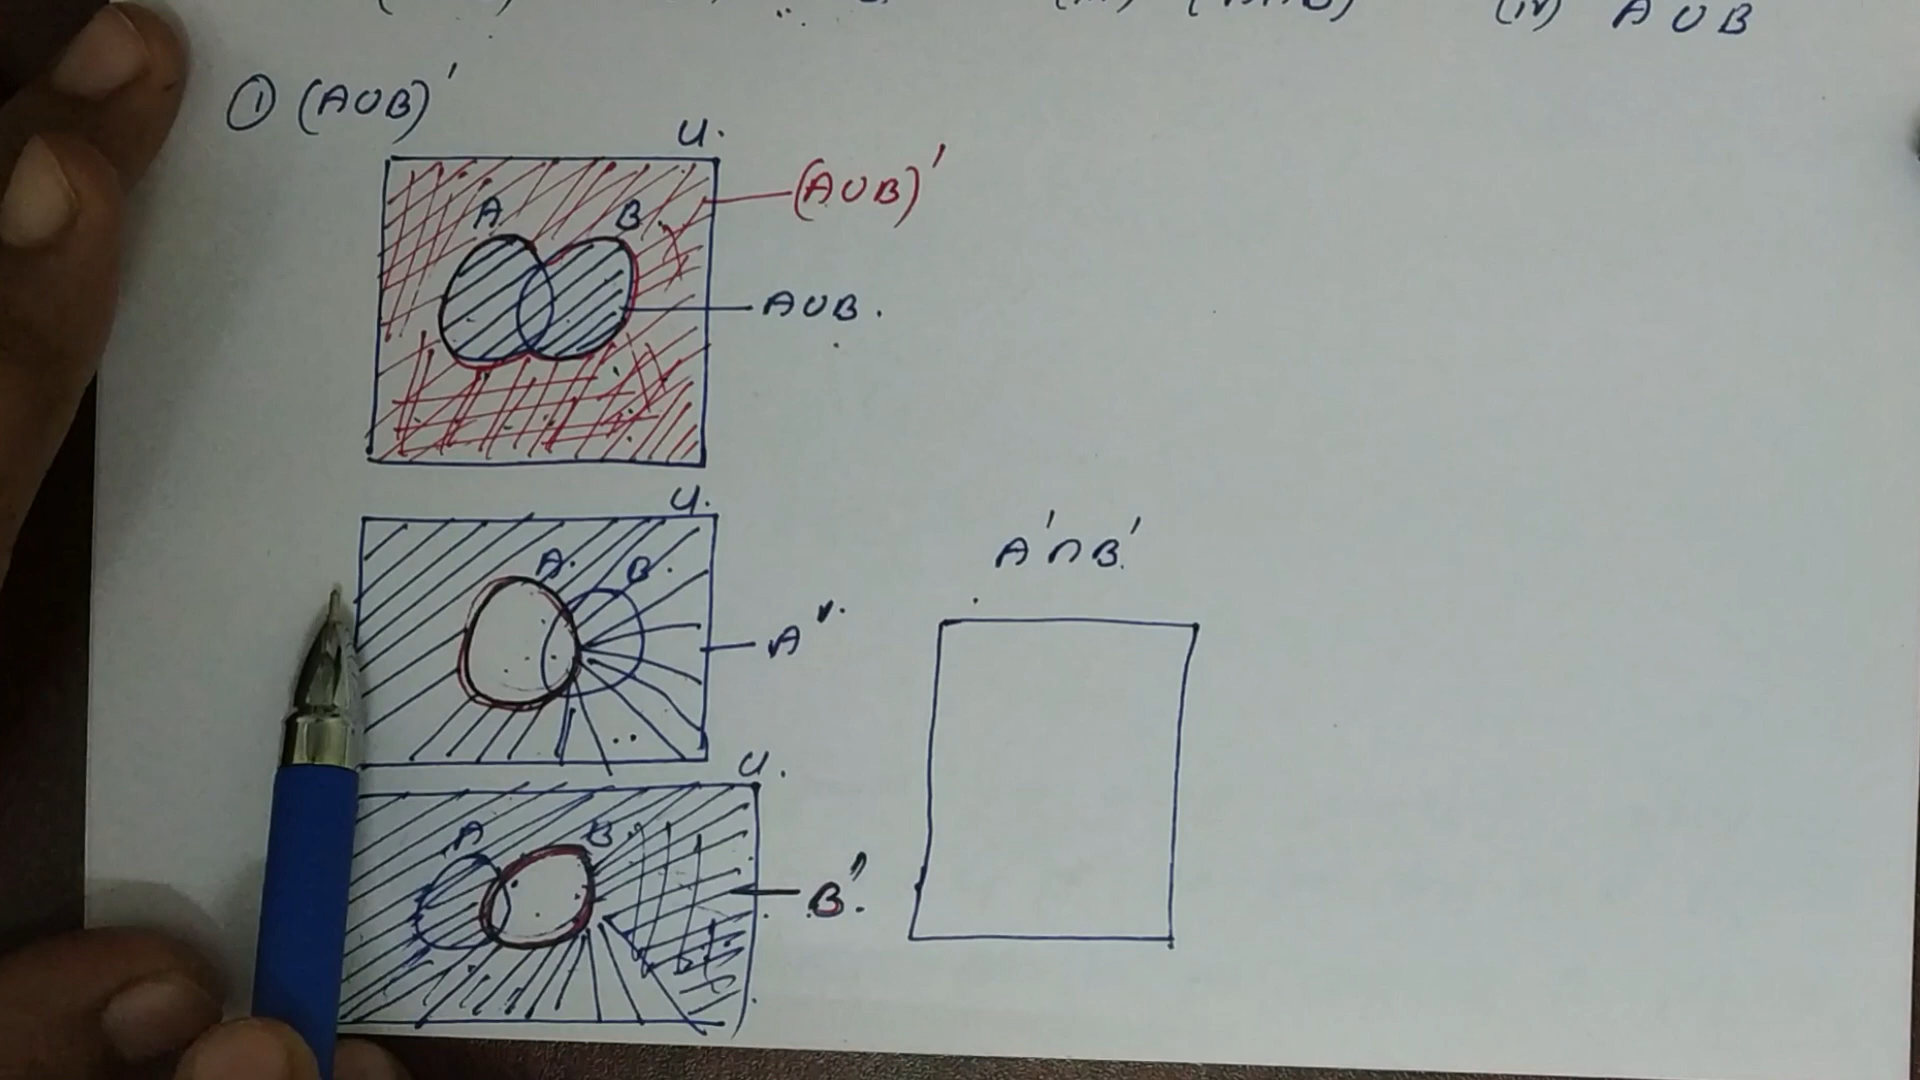 (iv) A ∪ B
① (A∪B)'
U.
(A∪B)'
A B.
A∪B.
U.
A. B.
A'.
A'∩B'.
U.
A B.
B'.